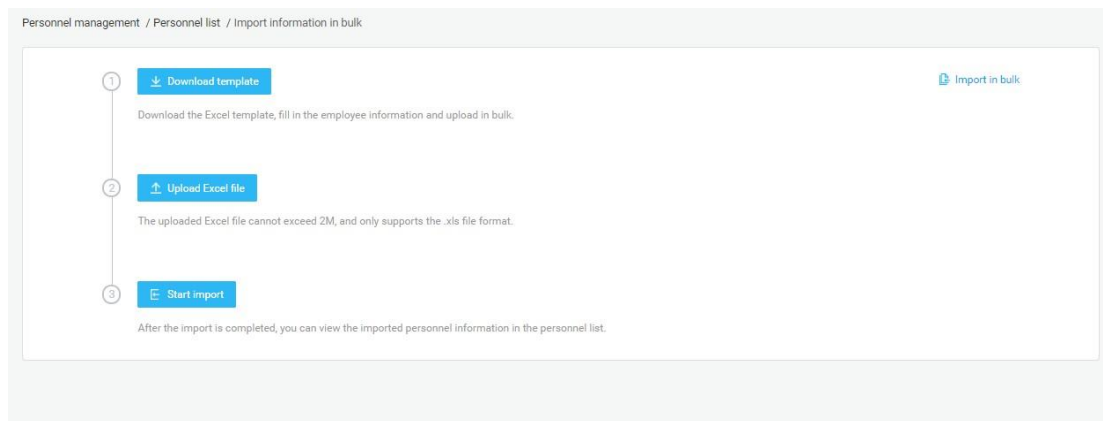 Personnel management / Personnel list / Import information in bulk
1 Download template
Import in bulk
Download the Excel template, fill in the employee information and upload in bulk.
2 Upload Excel file
The uploaded Excel file cannot exceed 2M, and only supports the .xls file format.
3 Start import
After the import is completed, you can view the imported personnel information in the personnel list.